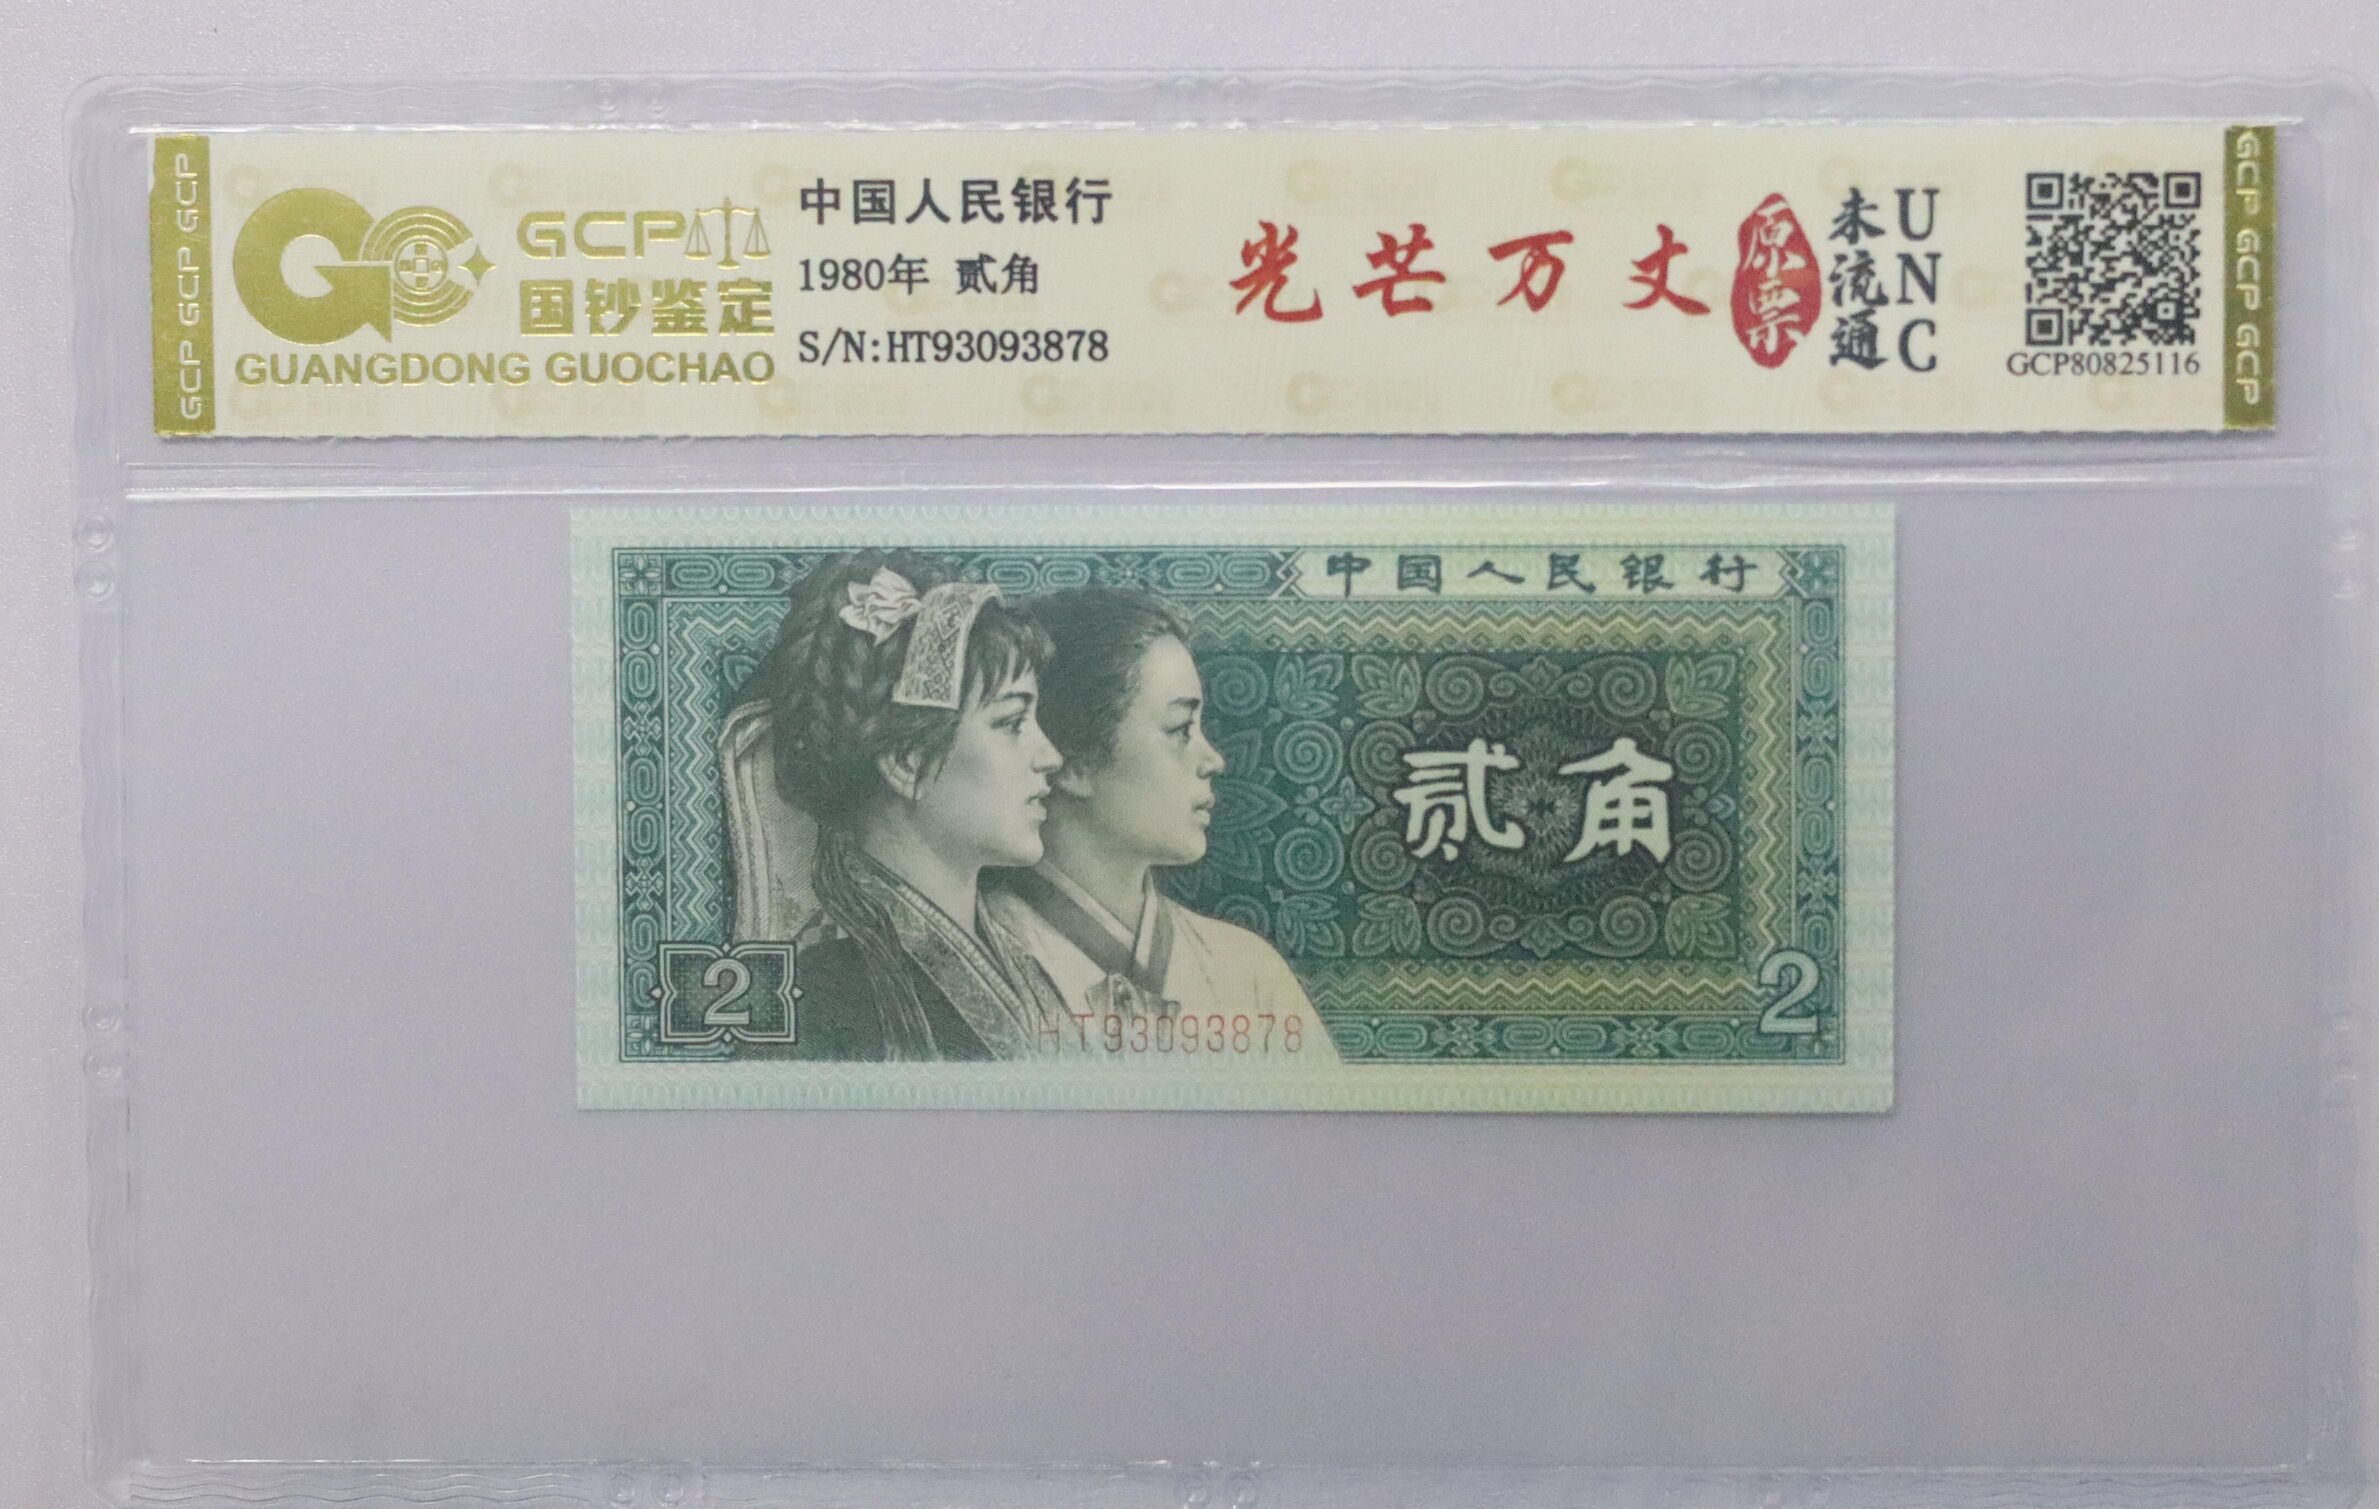 GCP GCP GCP
GCP
国钞鉴定
GUANGDONG GUOCHAO
中国人民银行
1980年 贰角
S/N:HT93093878
光芒万丈
原票
未流通
UNC
GCP80825116
GCP GCP GCP
中国人民银行
贰角
2
2
HT93093878